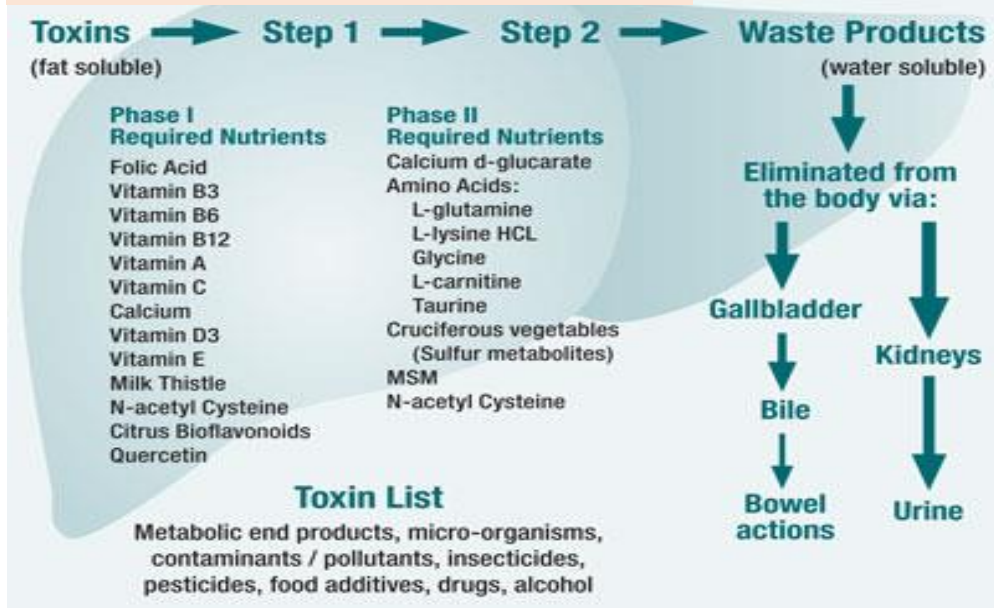 Toxins Step 1 Step 2 Waste Products
(fat soluble) (water soluble)
Phase I
Required Nutrients
Folic Acid
Vitamin B3
Vitamin B6
Vitamin B12
Vitamin A
Vitamin C
Calcium
Vitamin D3
Vitamin E
Milk Thistle
N-acetyl Cysteine
Citrus Bioflavonoids
Quercetin
Phase II
Required Nutrients
Calcium d-glucarate
Amino Acids:
L-glutamine
L-lysine HCL
Glycine
L-carnitine
Taurine
Cruciferous vegetables
(Sulfur metabolites)
MSM
N-acetyl Cysteine
Eliminated from
the body via:
Gallbladder
Bile
Bowel
actions
Kidneys
Urine
Toxin List
Metabolic end products, micro-organisms,
contaminants / pollutants, insecticides,
pesticides, food additives, drugs, alcohol